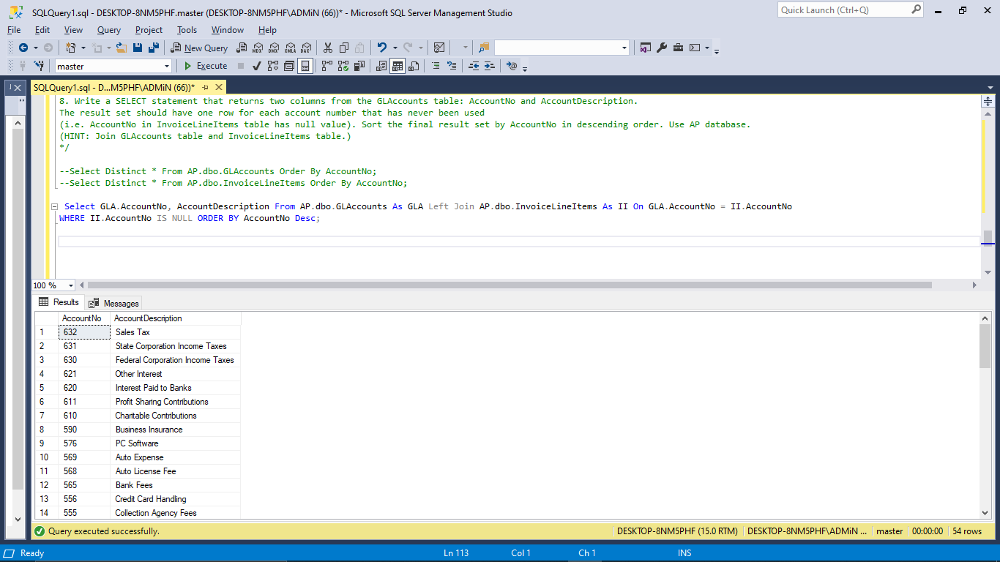 SQLQuery1.sql - DESKTOP-8NM5PHF.master (DESKTOP-8NM5PHF\ADMiN (66))* - Microsoft SQL Server Management Studio
Quick Launch (Ctrl+Q)
File Edit View Query Project Tools Window Help
New Query MDX DMX XMLA DAX
master Execute
SQLQuery1.sql - D...M5PHF\ADMiN (66))*
8. Write a SELECT statement that returns two columns from the GLAccounts table: AccountNo and AccountDescription.
The result set should have one row for each account number that has never been used
(i.e. AccountNo in InvoiceLineItems table has null value). Sort the final result set by AccountNo in descending order. Use AP database.
(HINT: Join GLAccounts table and InvoiceLineItems table.)
*/
--Select Distinct * From AP.dbo.GLAccounts Order By AccountNo;
--Select Distinct * From AP.dbo.InvoiceLineItems Order By AccountNo;
Select GLA.AccountNo, AccountDescription From AP.dbo.GLAccounts As GLA Left Join AP.dbo.InvoiceLineItems As II On GLA.AccountNo = II.AccountNo
WHERE II.AccountNo IS NULL ORDER BY AccountNo Desc;
100 %
Results Messages
AccountNo AccountDescription
1 632 Sales Tax
2 631 State Corporation Income Taxes
3 630 Federal Corporation Income Taxes
4 621 Other Interest
5 620 Interest Paid to Banks
6 611 Profit Sharing Contributions
7 610 Charitable Contributions
8 590 Business Insurance
9 576 PC Software
10 569 Auto Expense
11 568 Auto License Fee
12 565 Bank Fees
13 556 Credit Card Handling
14 555 Collection Agency Fees
Query executed successfully. DESKTOP-8NM5PHF (15.0 RTM) DESKTOP-8NM5PHF\ADMiN ... master 00:00:00 54 rows
Ready Ln 113 Col 1 Ch 1 INS